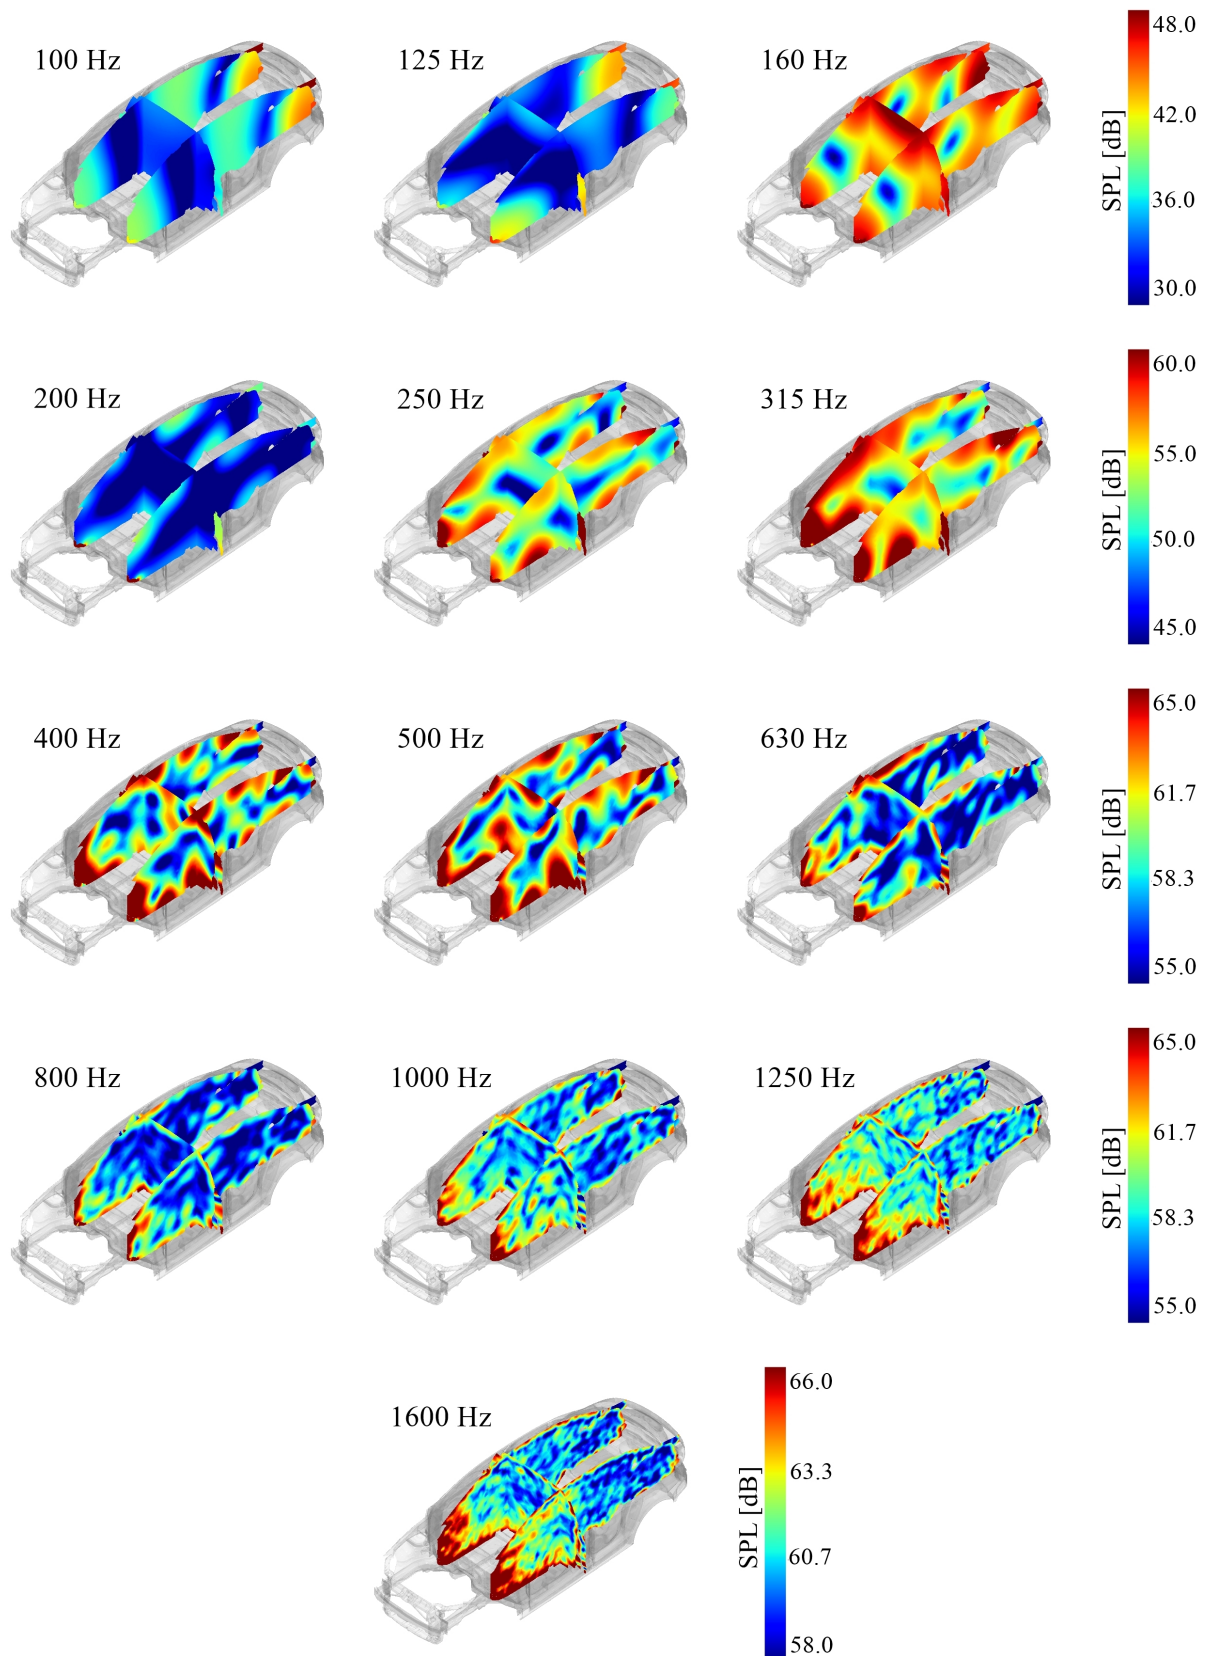 100 Hz
125 Hz
160 Hz
SPL [dB]
48.0
42.0
36.0
30.0
200 Hz
250 Hz
315 Hz
SPL [dB]
60.0
55.0
50.0
45.0
400 Hz
500 Hz
630 Hz
SPL [dB]
65.0
61.7
58.3
55.0
800 Hz
1000 Hz
1250 Hz
SPL [dB]
65.0
61.7
58.3
55.0
1600 Hz
SPL [dB]
66.0
63.3
60.7
58.0